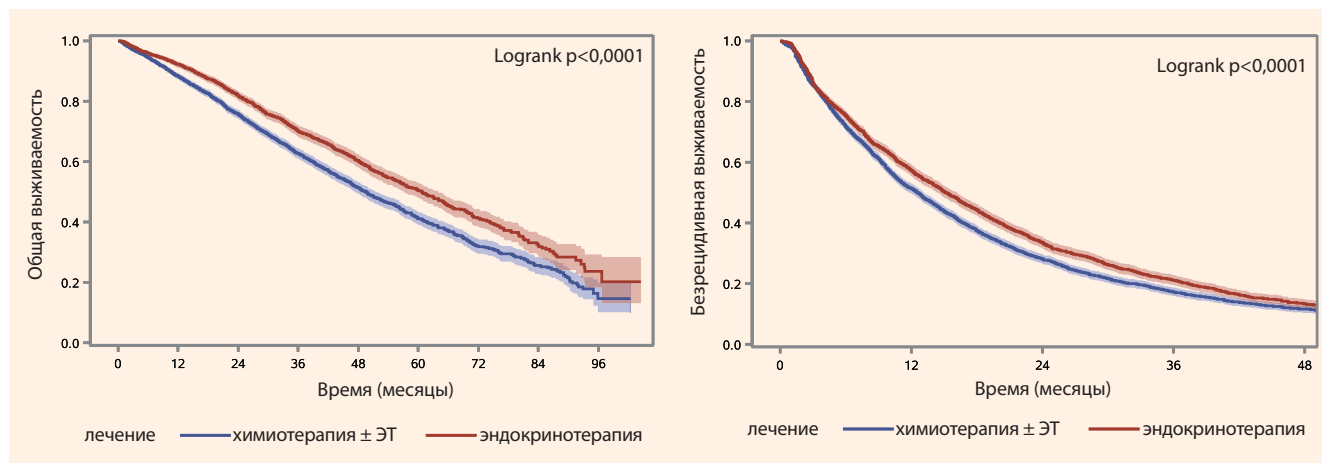 Общая выживаемость
1.0
0.8
0.6
0.4
0.2
0.0
Logrank p<0,0001
0 12 24 36 48 60 72 84 96
Время (месяцы)
лечение химиотерапия ± ЭТ эндокринотерапия
Безрецидивная выживаемость
1.0
0.8
0.6
0.4
0.2
0.0
Logrank p<0,0001
0 12 24 36 48
Время (месяцы)
лечение химиотерапия ± ЭТ эндокринотерапия